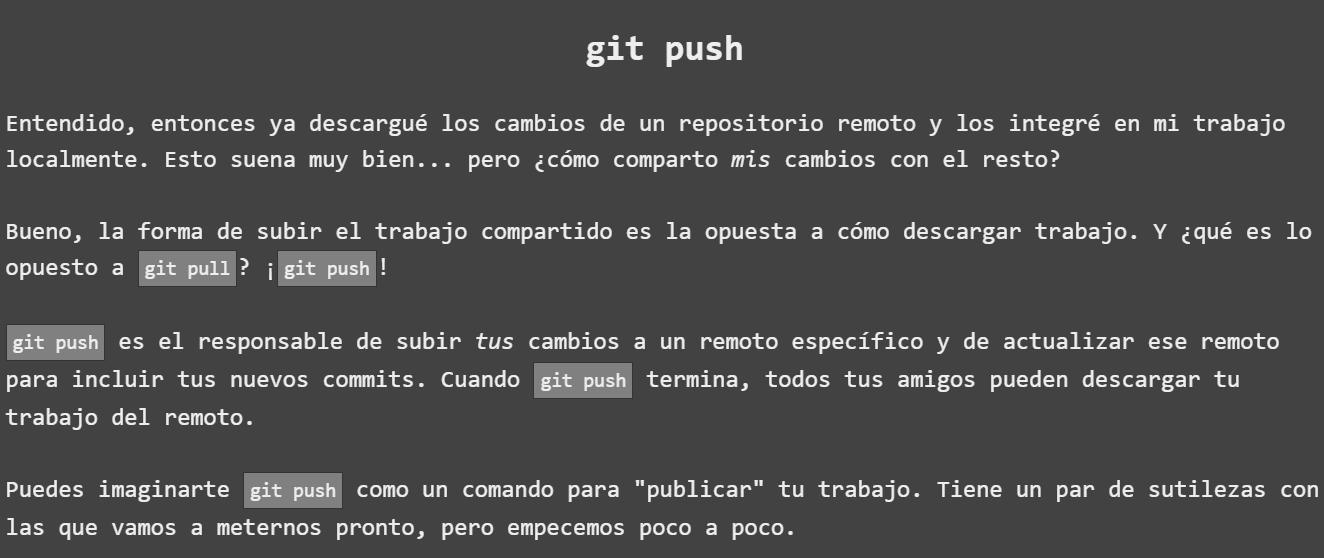 git push
Entendido, entonces ya descargué los cambios de un repositorio remoto y los integré en mi trabajo
localmente. Esto suena muy bien... pero ¿cómo comparto mis cambios con el resto?
Bueno, la forma de subir el trabajo compartido es la opuesta a cómo descargar trabajo. Y ¿qué es lo
opuesto a git pull? ¡git push!
git push es el responsable de subir tus cambios a un remoto específico y de actualizar ese remoto
para incluir tus nuevos commits. Cuando git push termina, todos tus amigos pueden descargar tu
trabajo del remoto.
Puedes imaginarte git push como un comando para "publicar" tu trabajo. Tiene un par de sutilezas con
las que vamos a meternos pronto, pero empecemos poco a poco.